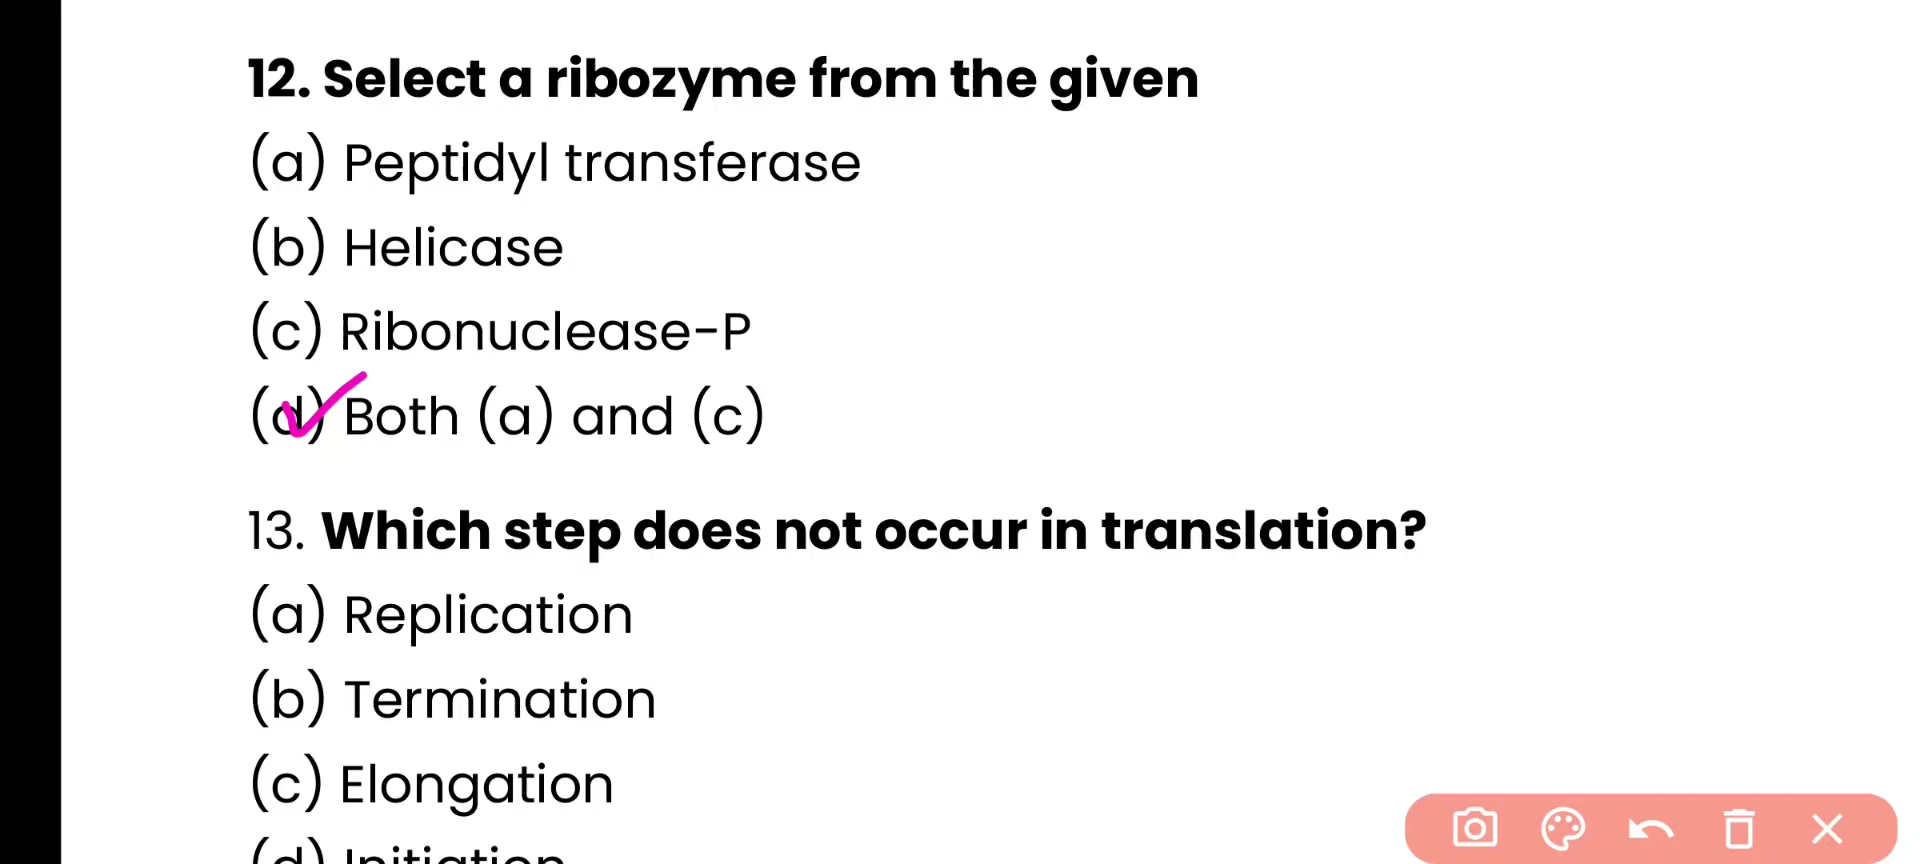 12. Select a ribozyme from the given
(a) Peptidyl transferase
(b) Helicase
(c) Ribonuclease-P
(d) Both (a) and (c)
13. Which step does not occur in translation?
(a) Replication
(b) Termination
(c) Elongation
(d) Initiation